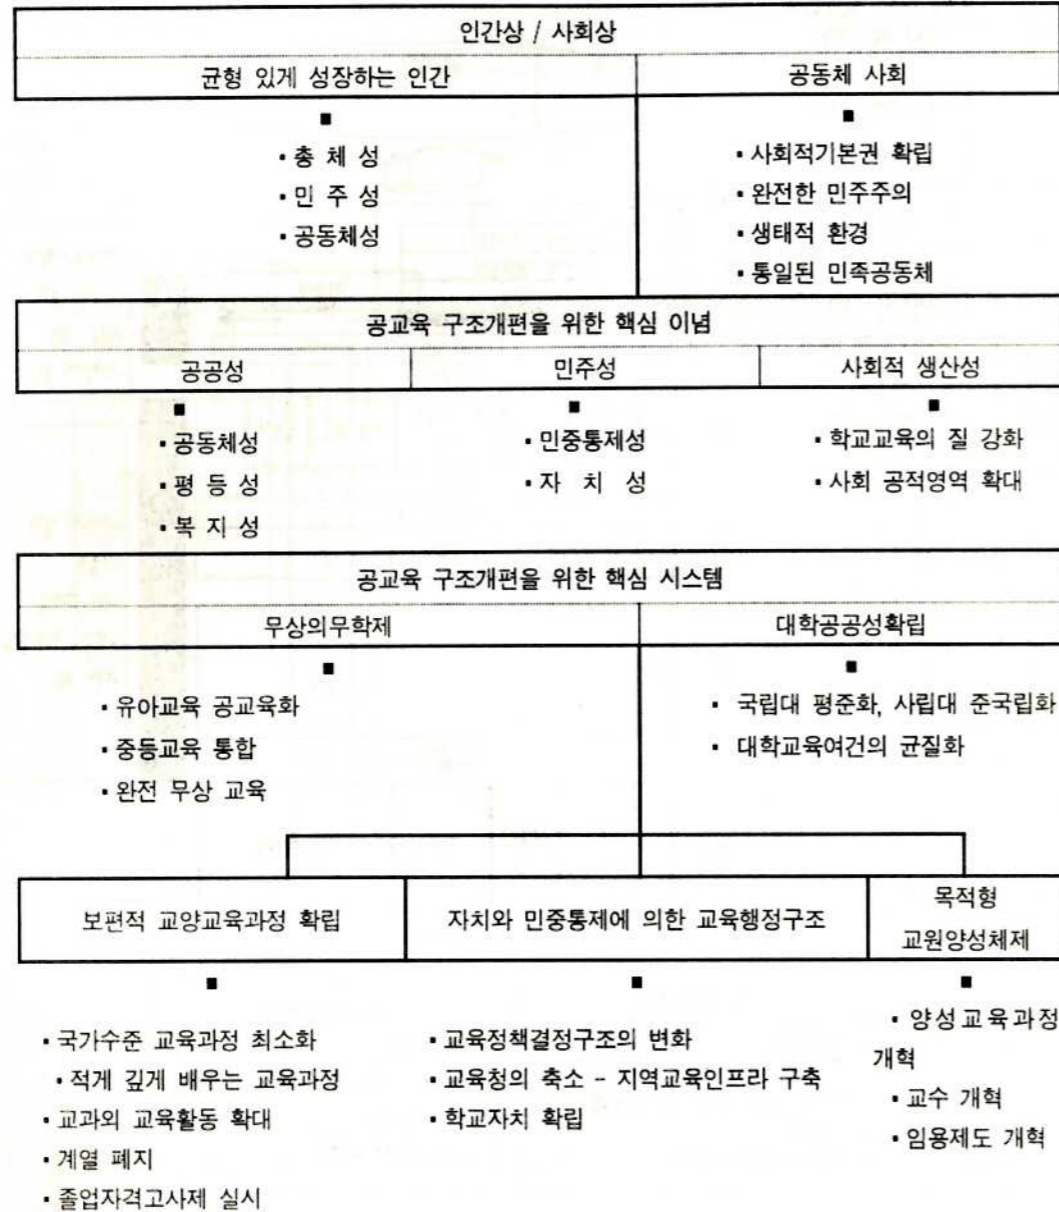 인간상 / 사회상
균형 있게 성장하는 인간
공동체 사회
▪ 총 체 성
▪ 민 주 성
▪ 공동체성
▪ 사회적기본권 확립
▪ 완전한 민주주의
▪ 생태적 환경
▪ 통일된 민족공동체
공교육 구조개편을 위한 핵심 이념
공공성
민주성
사회적 생산성
▪ 공동체성
▪ 평 등 성
▪ 복 지 성
▪ 민중통제성
▪ 자 치 성
▪ 학교교육의 질 강화
▪ 사회 공적영역 확대
공교육 구조개편을 위한 핵심 시스템
무상의무학제
대학공공성확립
▪ 유아교육 공교육화
▪ 중등교육 통합
▪ 완전 무상 교육
▪ 국립대 평준화, 사립대 준국립화
▪ 대학교육여건의 균질화
보편적 교양교육과정 확립
자치와 민중통제에 의한 교육행정구조
목적형
교원양성체제
▪ 국가수준 교육과정 최소화
▪ 적게 깊게 배우는 교육과정
▪ 교과외 교육활동 확대
▪ 계열 폐지
▪ 졸업자격고사제 실시
▪ 교육정책결정구조의 변화
▪ 교육청의 축소 - 지역교육인프라 구축
▪ 학교자치 확립
▪ 양성교육과정
개혁
▪ 교수 개혁
▪ 임용제도 개혁